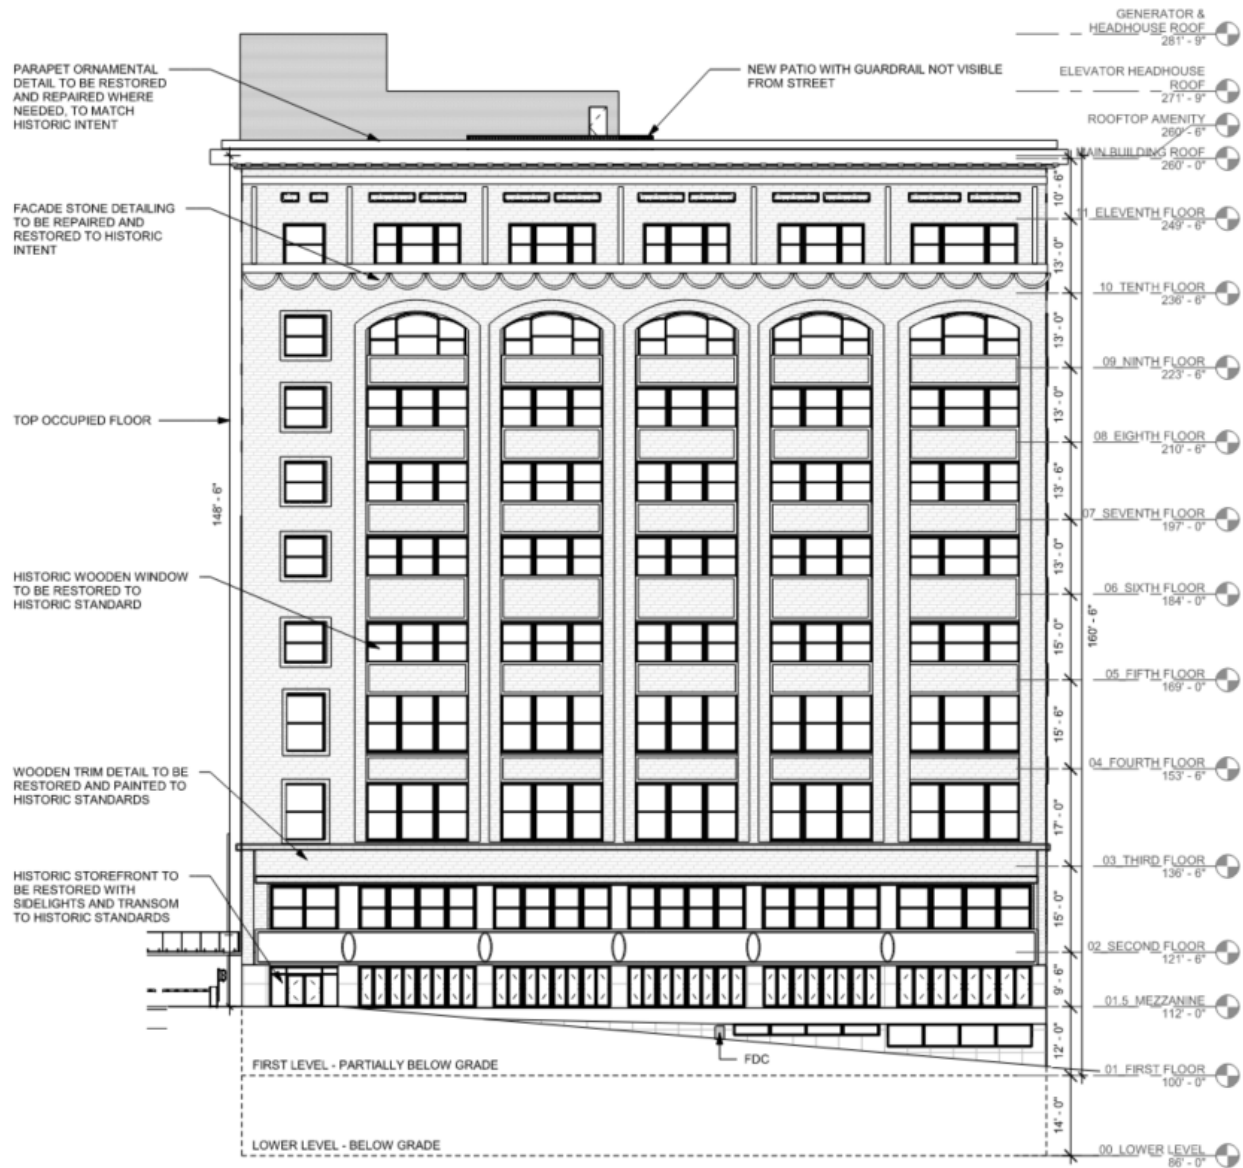 GENERATOR &
HEADHOUSE ROOF
281' - 9"
PARAPET ORNAMENTAL
DETAIL TO BE RESTORED
AND REPAIRED WHERE
NEEDED, TO MATCH
HISTORIC INTENT
NEW PATIO WITH GUARDRAIL NOT VISIBLE
FROM STREET
ELEVATOR HEADHOUSE
ROOF
271' - 9"
ROOFTOP AMENITY
260' - 6"
MAIN BUILDING ROOF
260' - 0"
10' - 6"
FACADE STONE DETAILING
TO BE REPAIRED AND
RESTORED TO HISTORIC
INTENT
11 ELEVENTH FLOOR
249' - 6"
13' - 0"
10 TENTH FLOOR
236' - 6"
13' - 0"
09 NINTH FLOOR
223' - 6"
13' - 0"
TOP OCCUPIED FLOOR
08 EIGHTH FLOOR
210' - 6"
148' - 6"
13' - 6"
07 SEVENTH FLOOR
197' - 0"
13' - 0"
HISTORIC WOODEN WINDOW
TO BE RESTORED TO
HISTORIC STANDARD
06 SIXTH FLOOR
184' - 0"
160' - 6"
15' - 0"
05 FIFTH FLOOR
169' - 0"
15' - 6"
WOODEN TRIM DETAIL TO BE
RESTORED AND PAINTED TO
HISTORIC STANDARDS
04 FOURTH FLOOR
153' - 6"
17' - 0"
HISTORIC STOREFRONT TO
BE RESTORED WITH
SIDELIGHTS AND TRANSOM
TO HISTORIC STANDARDS
03 THIRD FLOOR
136' - 6"
15' - 0"
02 SECOND FLOOR
121' - 6"
9' - 6"
01.5 MEZZANINE
112' - 0"
12' - 0"
FDC
FIRST LEVEL - PARTIALLY BELOW GRADE
01 FIRST FLOOR
100' - 0"
14' - 0"
LOWER LEVEL - BELOW GRADE
00 LOWER LEVEL
86' - 0"